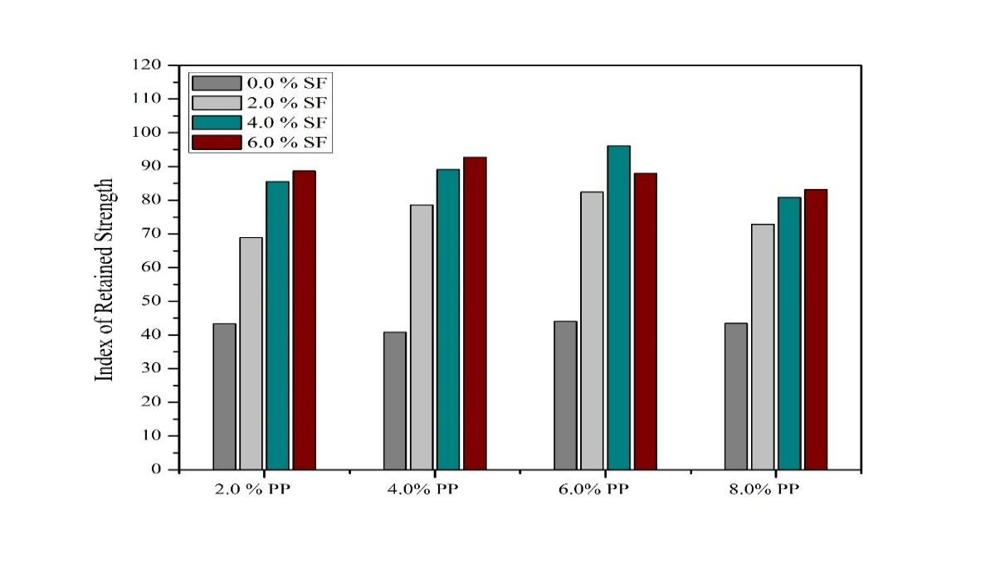 120
110
100
90
80
70
60
50
40
30
20
10
0
Index of Retained Strength
0.0 % SF
2.0 % SF
4.0 % SF
6.0 % SF
2.0 % PP
4.0% PP
6.0% PP
8.0% PP